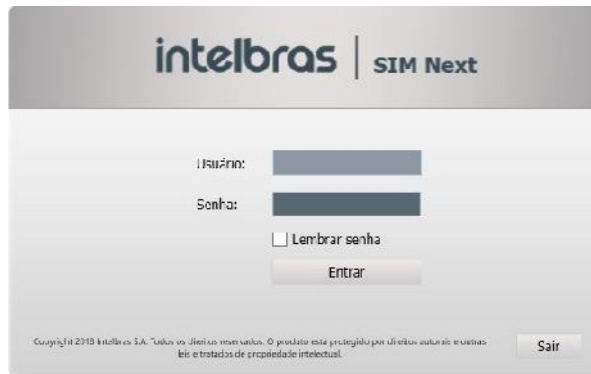 intelbras | SIM Next
Usuário:
Senha:
Lembrar senha
Entrar
Copyright 2018 Intelbras S.A. Todos os direitos reservados. O produto está protegido por direitos autorais e outras
leis e tratados de propriedade intelectual.
Sair